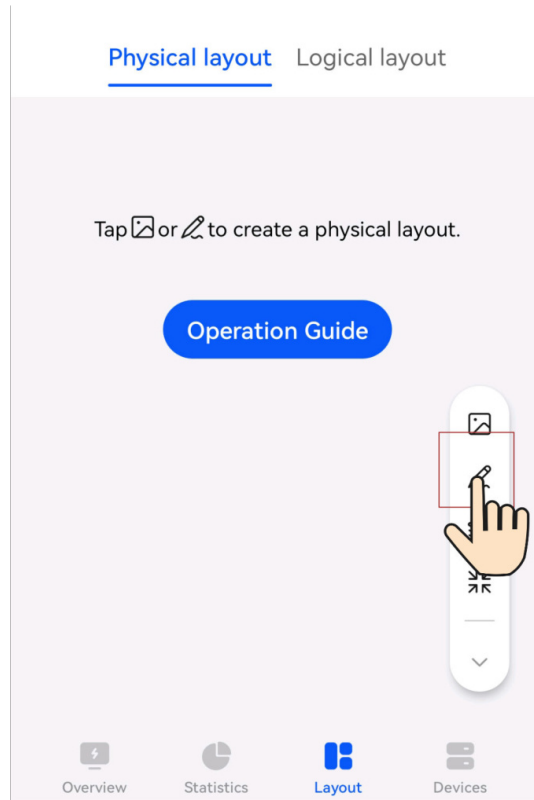 Physical layout Logical layout
Tap or to create a physical layout.
Operation Guide
Overview Statistics Layout Devices